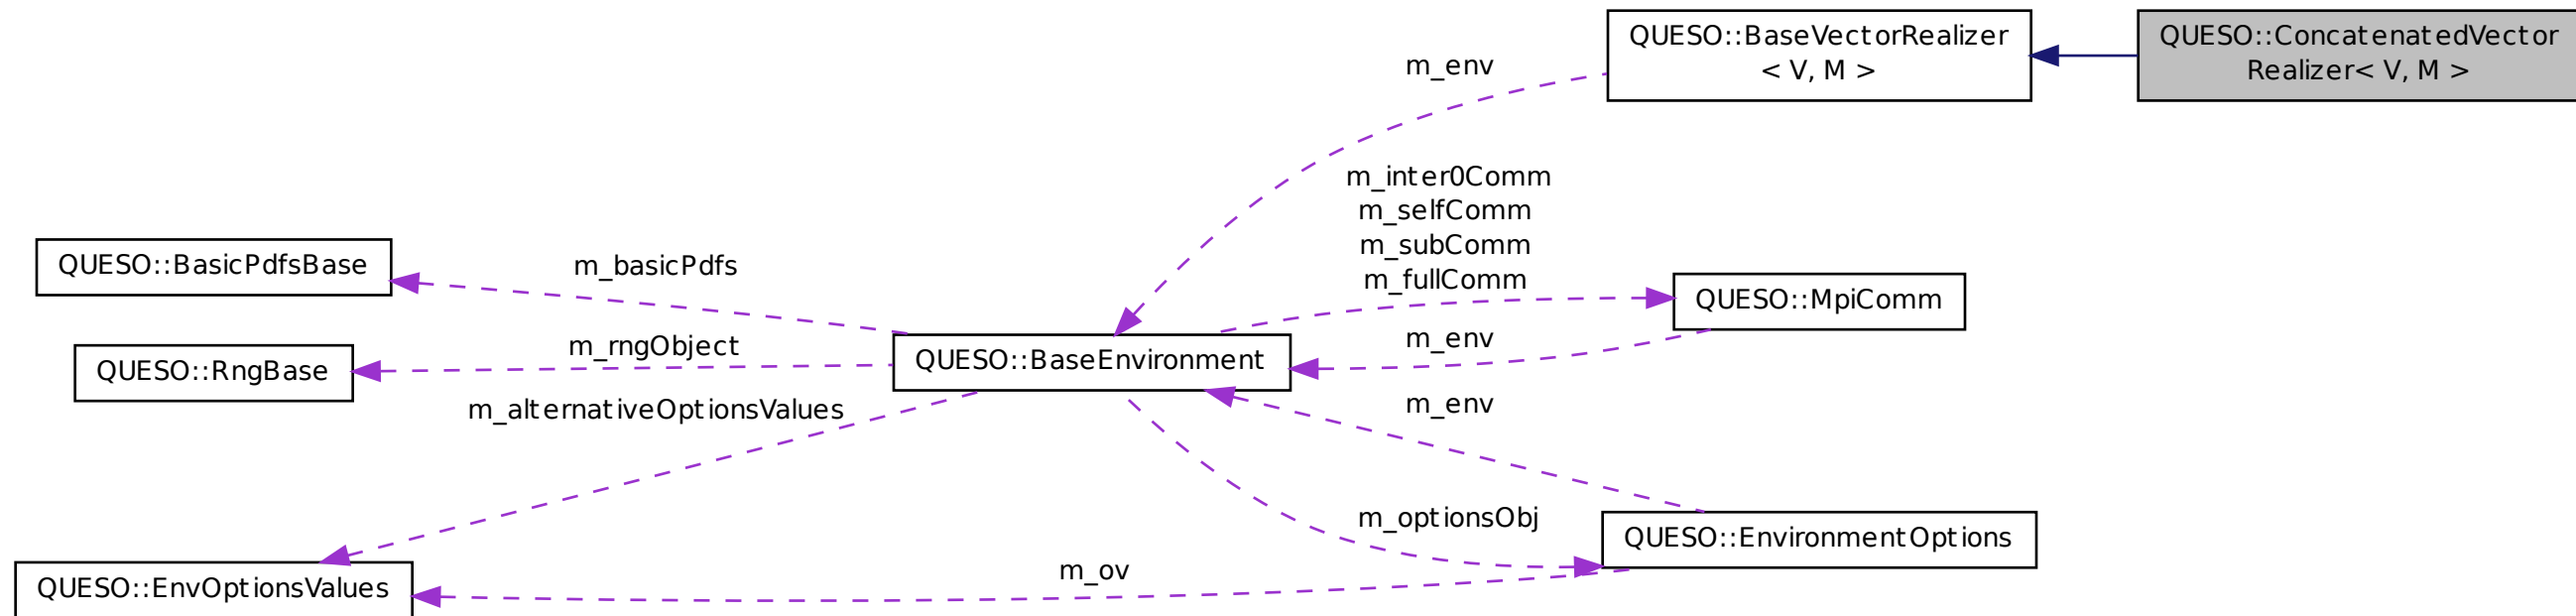 QUESO::BaseVectorRealizer
< V, M >
QUESO::ConcatenatedVector
Realizer< V, M >
m_env
m_inter0Comm
m_selfComm
m_subComm
m_fullComm
QUESO::BasicPdfsBase
m_basicPdfs
QUESO::MpiComm
m_rngObject
m_env
QUESO::RngBase
QUESO::BaseEnvironment
m_alternativeOptionsValues
m_env
m_optionsObj
QUESO::EnvironmentOptions
m_ov
QUESO::EnvOptionsValues